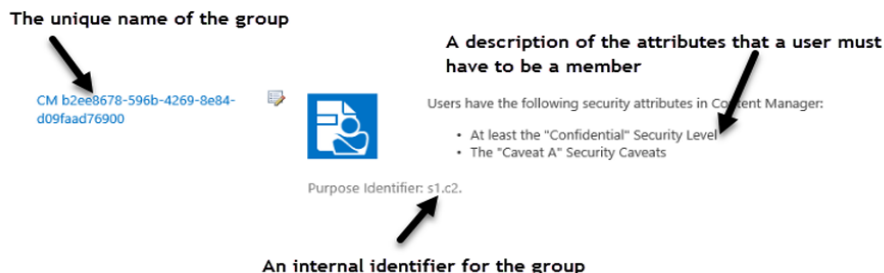 The unique name of the group
A description of the attributes that a user must
have to be a member
CM b2ee8678-596b-4269-8e84-
d09faad76900
Users have the following security attributes in Content Manager:
• At least the "Confidential" Security Level
• The "Caveat A" Security Caveats
Purpose Identifier: s1.c2.
An internal identifier for the group